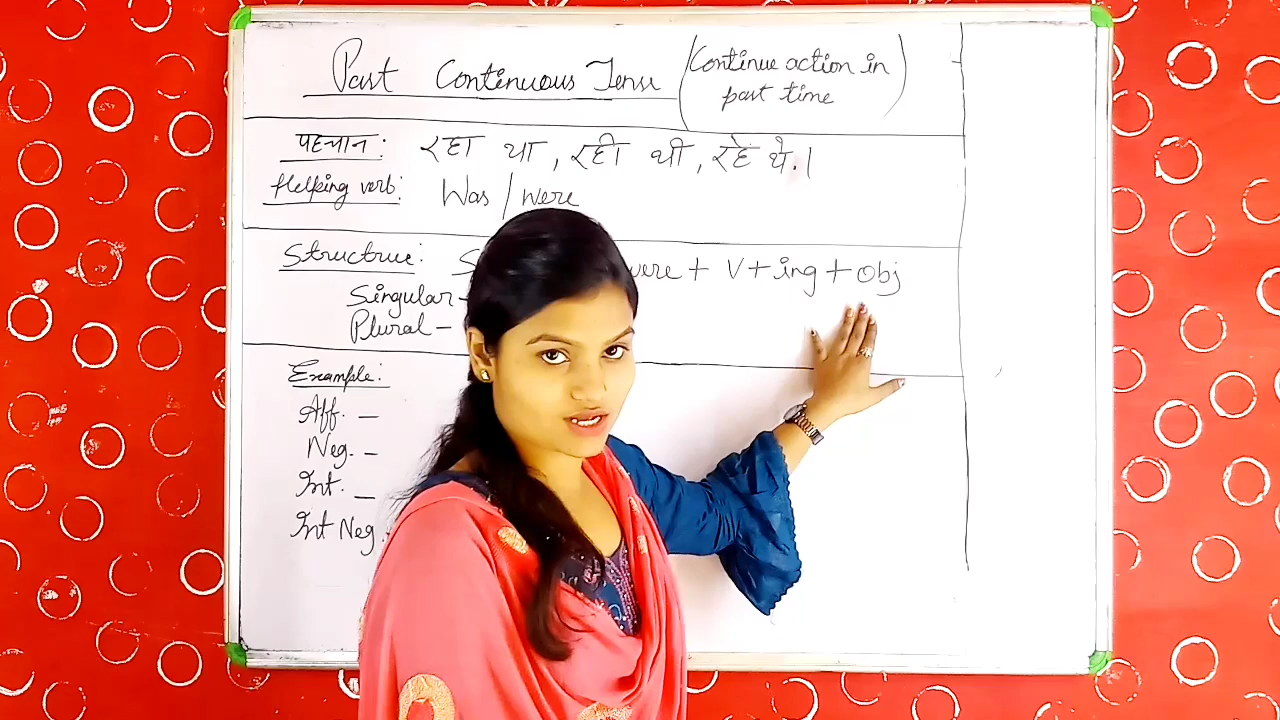 Past Continuous Tense (Continue action in
past time)
पहचान: रहा था, रही थी, रहे थे.।
Helping verb: Was/were
Structure: S were + V + ing + Obj
Singular -
Plural -
Example:
Aff. -
Neg. -
Int. -
Int Neg. -